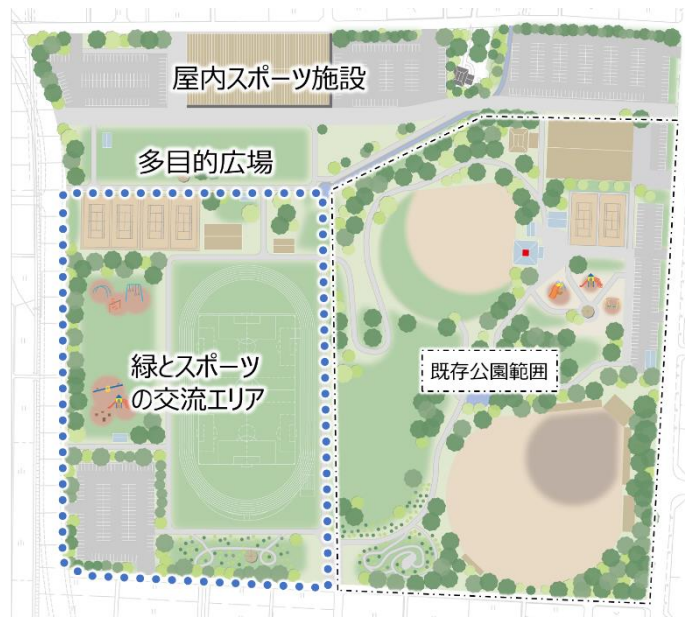 屋内スポーツ施設
多目的広場
緑とスポーツ
の交流エリア
既存公園範囲